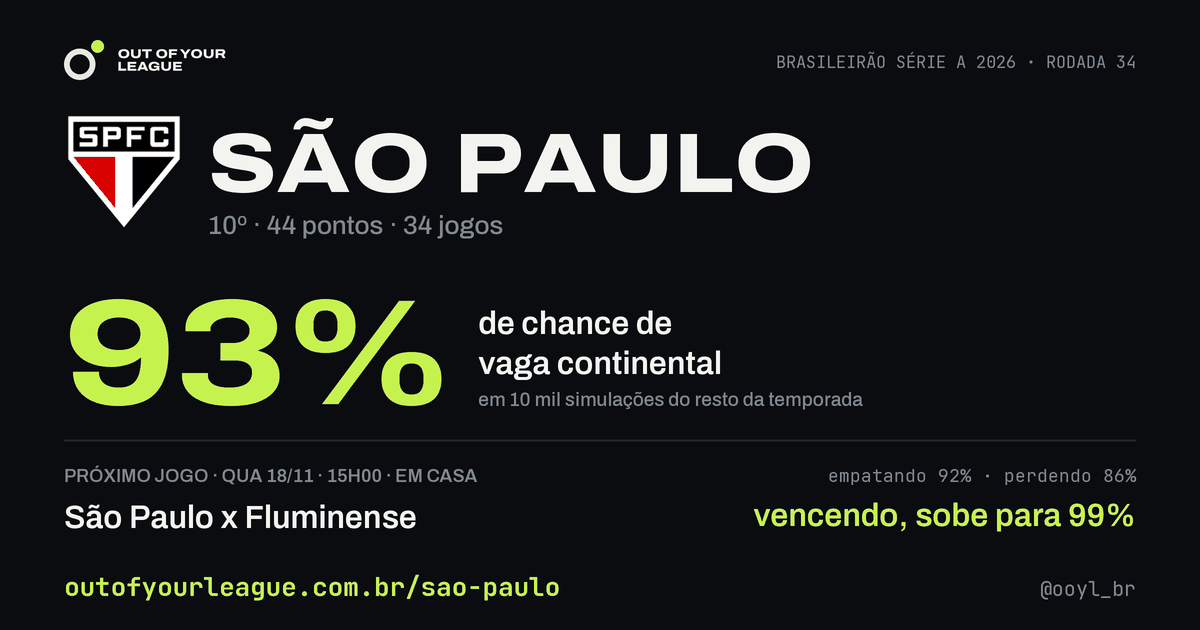 OUT OF YOUR
LEAGUE
BRASILEIRÃO SÉRIE A 2026 · RODADA 34
SPFC
SÃO PAULO
10º · 44 pontos · 34 jogos
93%
de chance de
vaga continental
em 10 mil simulações do resto da temporada
PRÓXIMO JOGO · QUA 18/11 · 15H00 · EM CASA
São Paulo x Fluminense
empatando 92% · perdendo 86%
vencendo, sobe para 99%
outofyourleague.com.br/sao-paulo
@ooyl_br